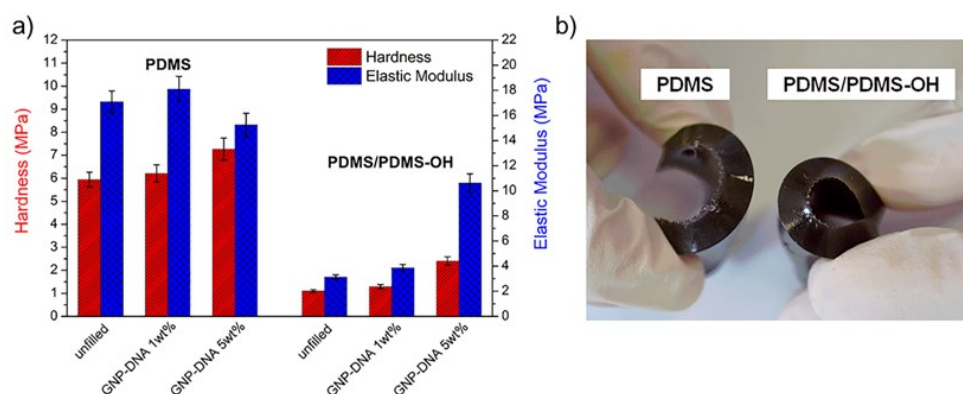 a)
Hardness (MPa)
12
11
10
9
8
7
6
5
4
3
2
1
0
PDMS
Hardness
Elastic Modulus
PDMS/PDMS-OH
22
20
18
16
14
12
10
8
6
4
2
0
Elastic Modulus (MPa)
unfilled
GNP-DNA 1wt%
GNP-DNA 5wt%
unfilled
GNP-DNA 1wt%
GNP-DNA 5wt%
b)
PDMS
PDMS/PDMS-OH